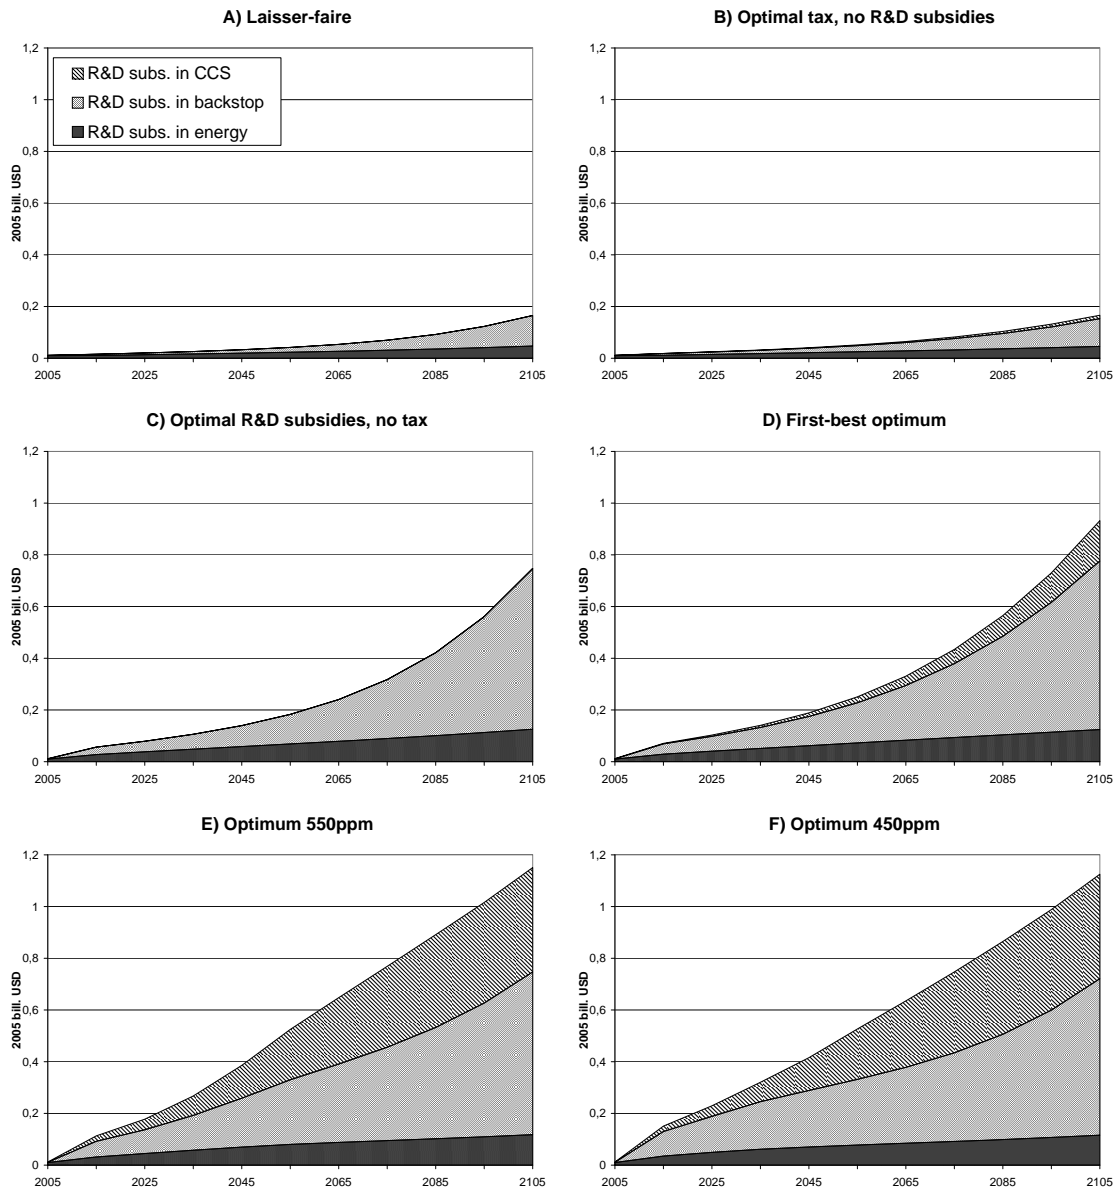 A) Laisser-faire
1,2
1
0,8
0,6
0,4
0,2
0
2005 bill. USD
R&D subs. in CCS
R&D subs. in backstop
R&D subs. in energy
2005 2025 2045 2065 2085 2105
B) Optimal tax, no R&D subsidies
1,2
1
0,8
0,6
0,4
0,2
0
2005 bill. USD
2005 2025 2045 2065 2085 2105
C) Optimal R&D subsidies, no tax
1,2
1
0,8
0,6
0,4
0,2
0
2005 bill. USD
2005 2025 2045 2065 2085 2105
D) First-best optimum
1,2
1
0,8
0,6
0,4
0,2
0
2005 bill. USD
2005 2025 2045 2065 2085 2105
E) Optimum 550ppm
1,2
1
0,8
0,6
0,4
0,2
0
2005 bill. USD
2005 2025 2045 2065 2085 2105
F) Optimum 450ppm
1,2
1
0,8
0,6
0,4
0,2
0
2005 bill. USD
2005 2025 2045 2065 2085 2105